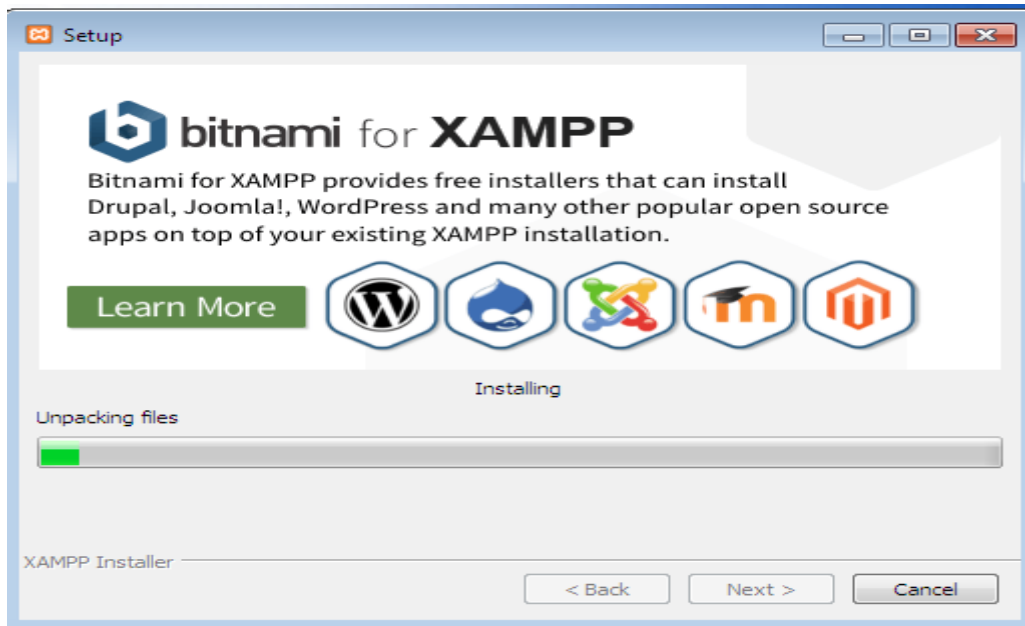 Setup
bitnami for XAMPP
Bitnami for XAMPP provides free installers that can install
Drupal, Joomla!, WordPress and many other popular open source
apps on top of your existing XAMPP installation.
Learn More
Installing
Unpacking files
XAMPP Installer
< Back Next > Cancel